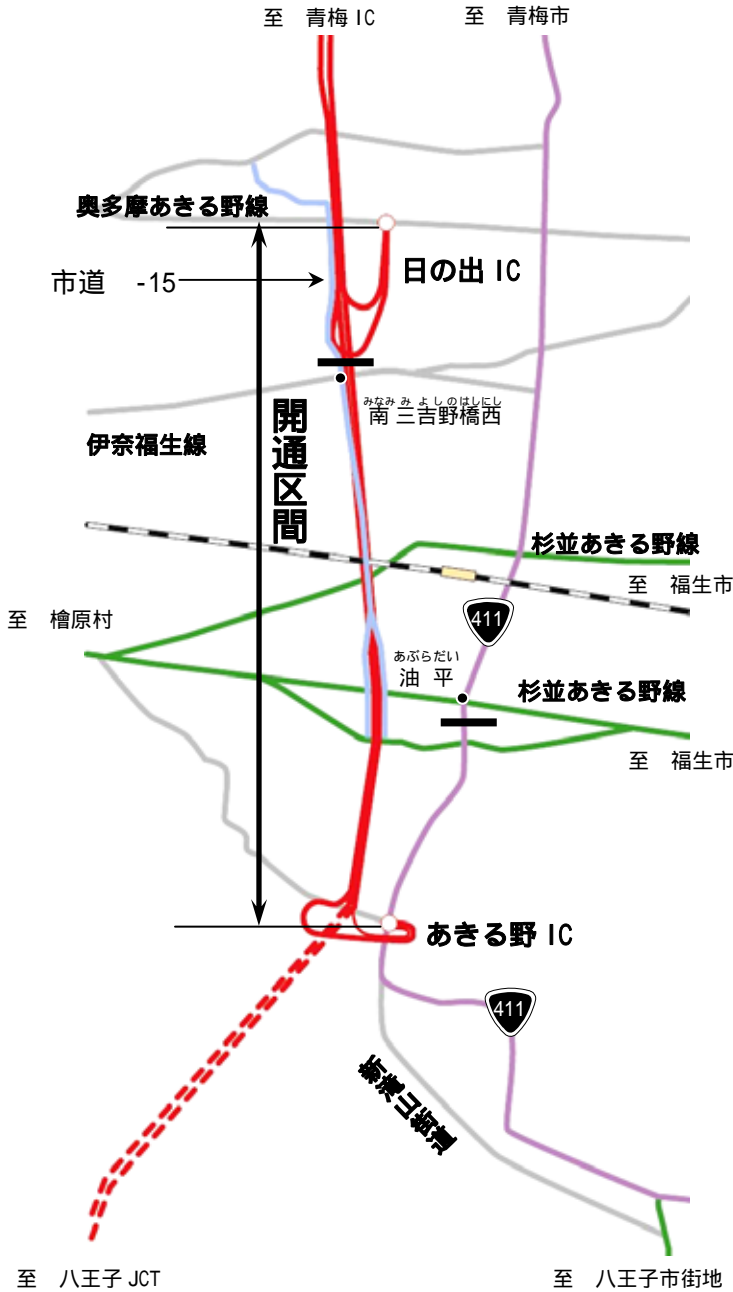 至　青梅 IC
至　青梅市
奥多摩あきる野線
日の出 IC
市道　-15
みなみ み よしのはしにし
南 三吉野橋西
開通区間
伊奈福生線
杉並あきる野線
至　福生市
411
至　檜原村
あぶらだい
油 平
杉並あきる野線
至　福生市
あきる野 IC
411
新滝山街道
至　八王子 JCT
至　八王子市街地